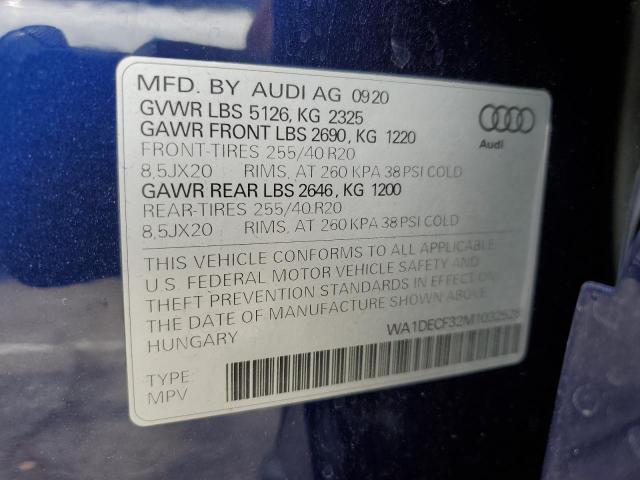 MFD. BY AUDI AG 0920
GVWR LBS 5126, KG 2325
GAWR FRONT LBS 2690, KG 1220
FRONT-TIRES 255/40 R20
8,5JX20 RIMS, AT 260 KPA 38 PSI COLD
GAWR REAR LBS 2646, KG 1200
REAR-TIRES 255/40 R20
8,5JX20 RIMS, AT 260 KPA 38 PSI COLD
Audi
THIS VEHICLE CONFORMS TO ALL APPLICABLE
U.S. FEDERAL MOTOR VEHICLE SAFETY AND
THEFT PREVENTION STANDARDS IN EFFECT ON
THE DATE OF MANUFACTURE SHOWN ABOVE.
HUNGARY
WA1DECF32M1032528
TYPE:
MPV